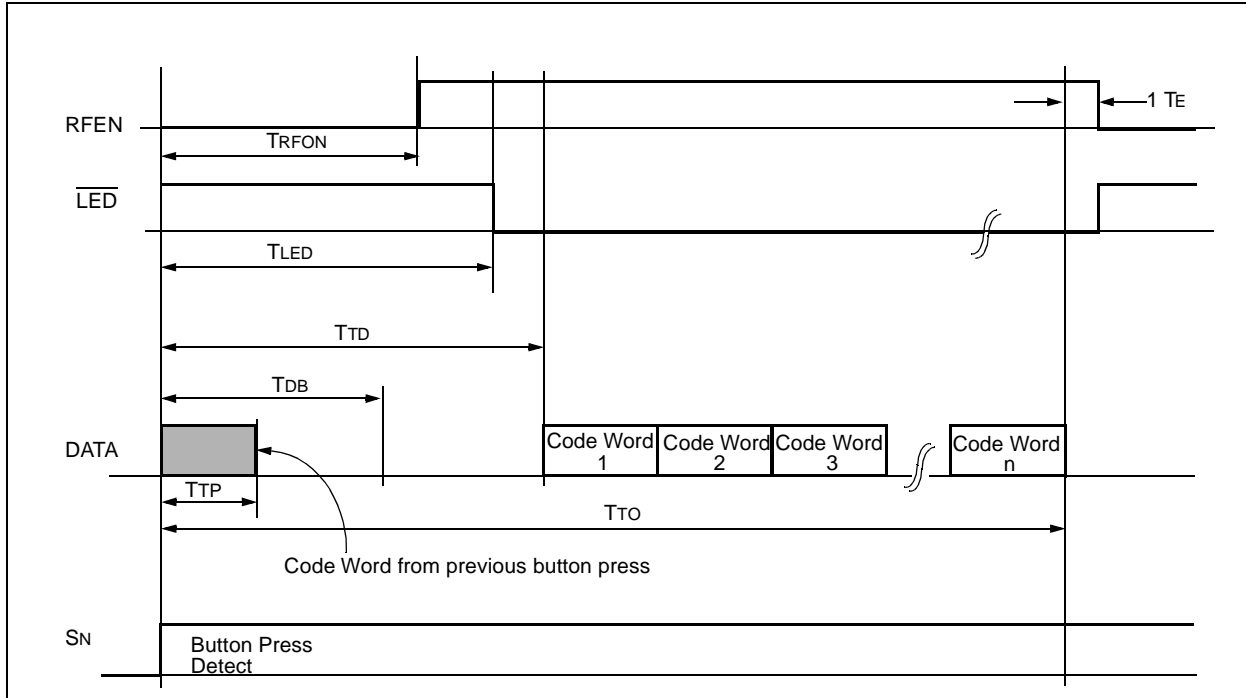 RFEN
1 TE
TRFON
LED
TLED
TTD
TDB
DATA
Code Word
1
Code Word
2
Code Word
3
Code Word
n
TTP
TTO
Code Word from previous button press
SN
Button Press
Detect